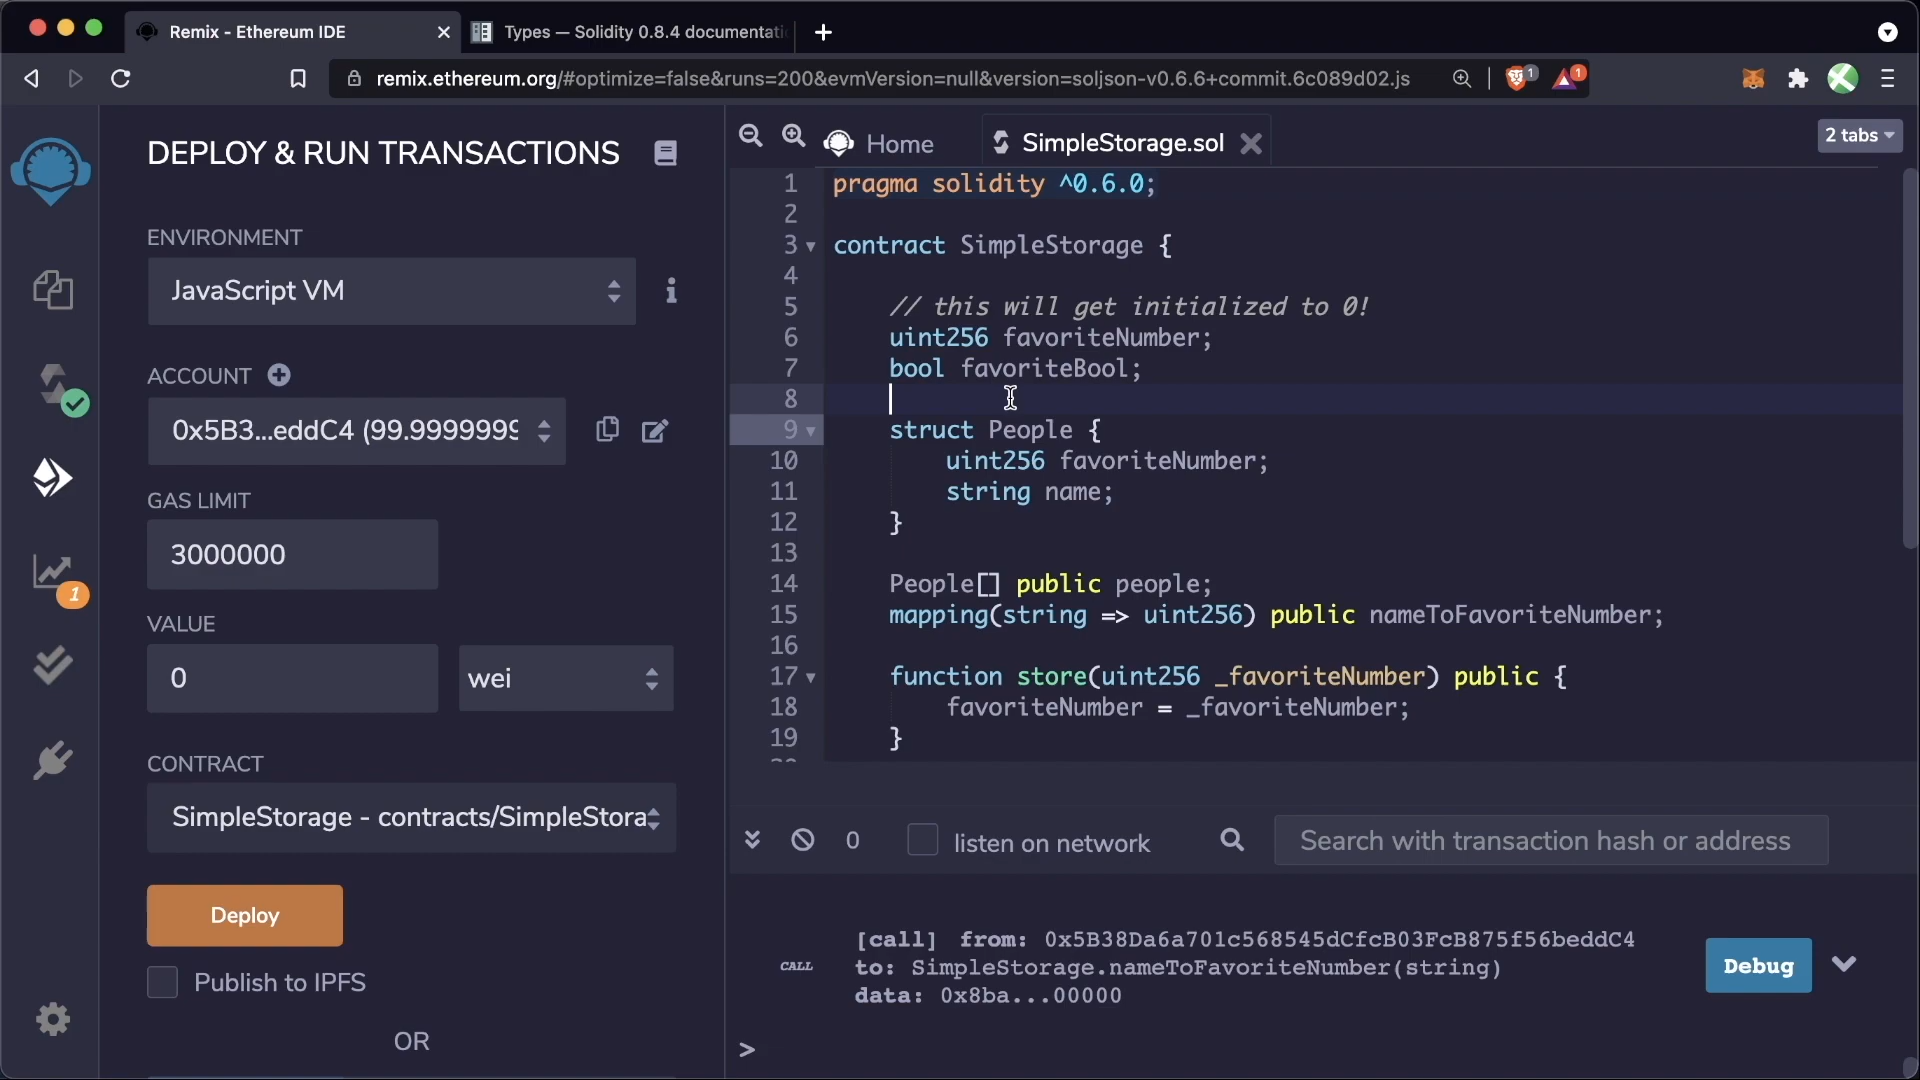 Remix - Ethereum IDE
Types — Solidity 0.8.4 documentati
remix.ethereum.org/#optimize=false&runs=200&evmVersion=null&version=soljson-v0.6.6+commit.6c089d02.js
1
1
DEPLOY & RUN TRANSACTIONS
ENVIRONMENT
JavaScript VM
ACCOUNT
0x5B3...eddC4 (99.9999999
GAS LIMIT
3000000
VALUE
0
wei
CONTRACT
SimpleStorage - contracts/SimpleStora
Deploy
Publish to IPFS
OR
1
Home
SimpleStorage.sol
2 tabs
1 pragma solidity ^0.6.0;
2
3 contract SimpleStorage {
4
5 // this will get initialized to 0!
6 uint256 favoriteNumber;
7 bool favoriteBool;
8
9 struct People {
10 uint256 favoriteNumber;
11 string name;
12 }
13
14 People[] public people;
15 mapping(string => uint256) public nameToFavoriteNumber;
16
17 function store(uint256 _favoriteNumber) public {
18 favoriteNumber = _favoriteNumber;
19 }
0
listen on network
Search with transaction hash or address
CALL
[call] from: 0x5B38Da6a701c568545dCfcB03FcB875f56beddC4
to: SimpleStorage.nameToFavoriteNumber(string)
data: 0x8ba...00000
Debug
>